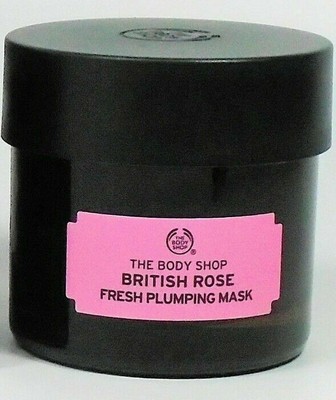 THE
BODY
SHOP
®
THE BODY SHOP
BRITISH ROSE
FRESH PLUMPING MASK